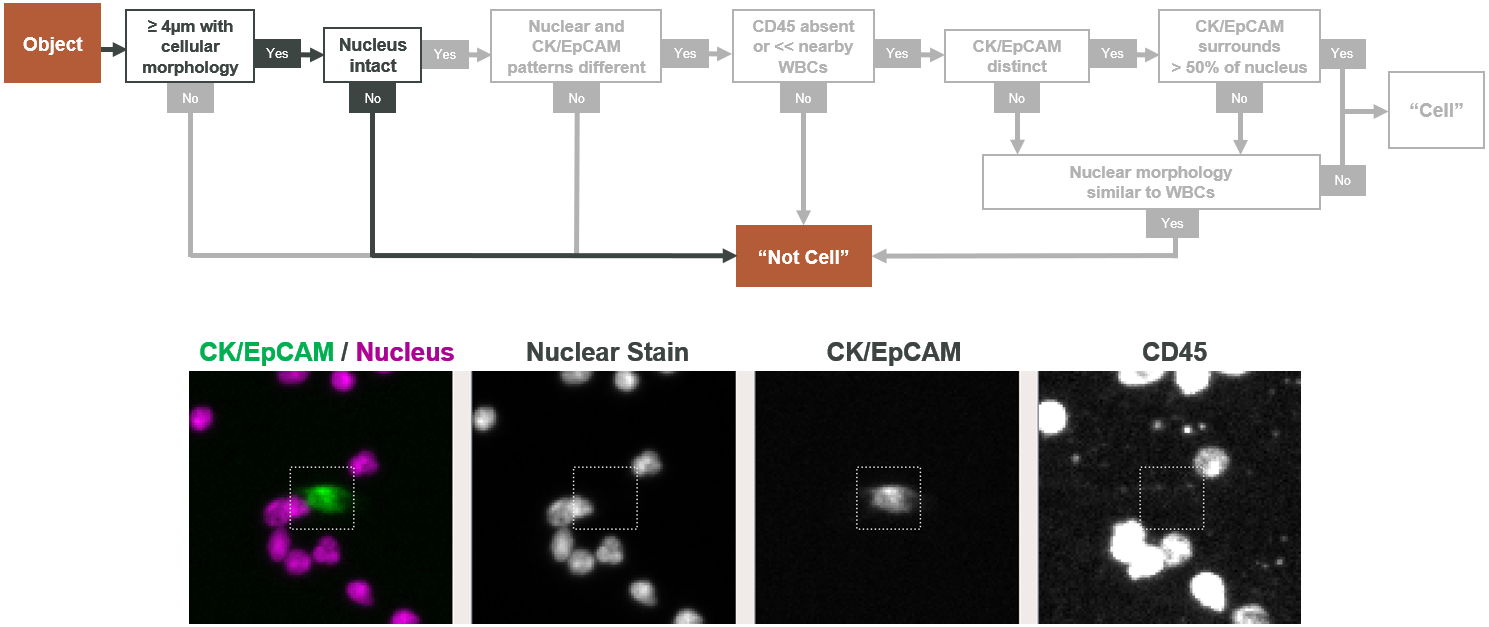 Object
≥ 4μm with
cellular
morphology
Yes
No
Nucleus
intact
Yes
No
Nuclear and
CK/EpCAM
patterns different
Yes
No
CD45 absent
or << nearby
WBCs
Yes
No
CK/EpCAM
distinct
Yes
No
CK/EpCAM
surrounds
> 50% of nucleus
Yes
No
“Cell”
Nuclear morphology
similar to WBCs
No
Yes
“Not Cell”
CK/EpCAM / Nucleus
Nuclear Stain
CK/EpCAM
CD45